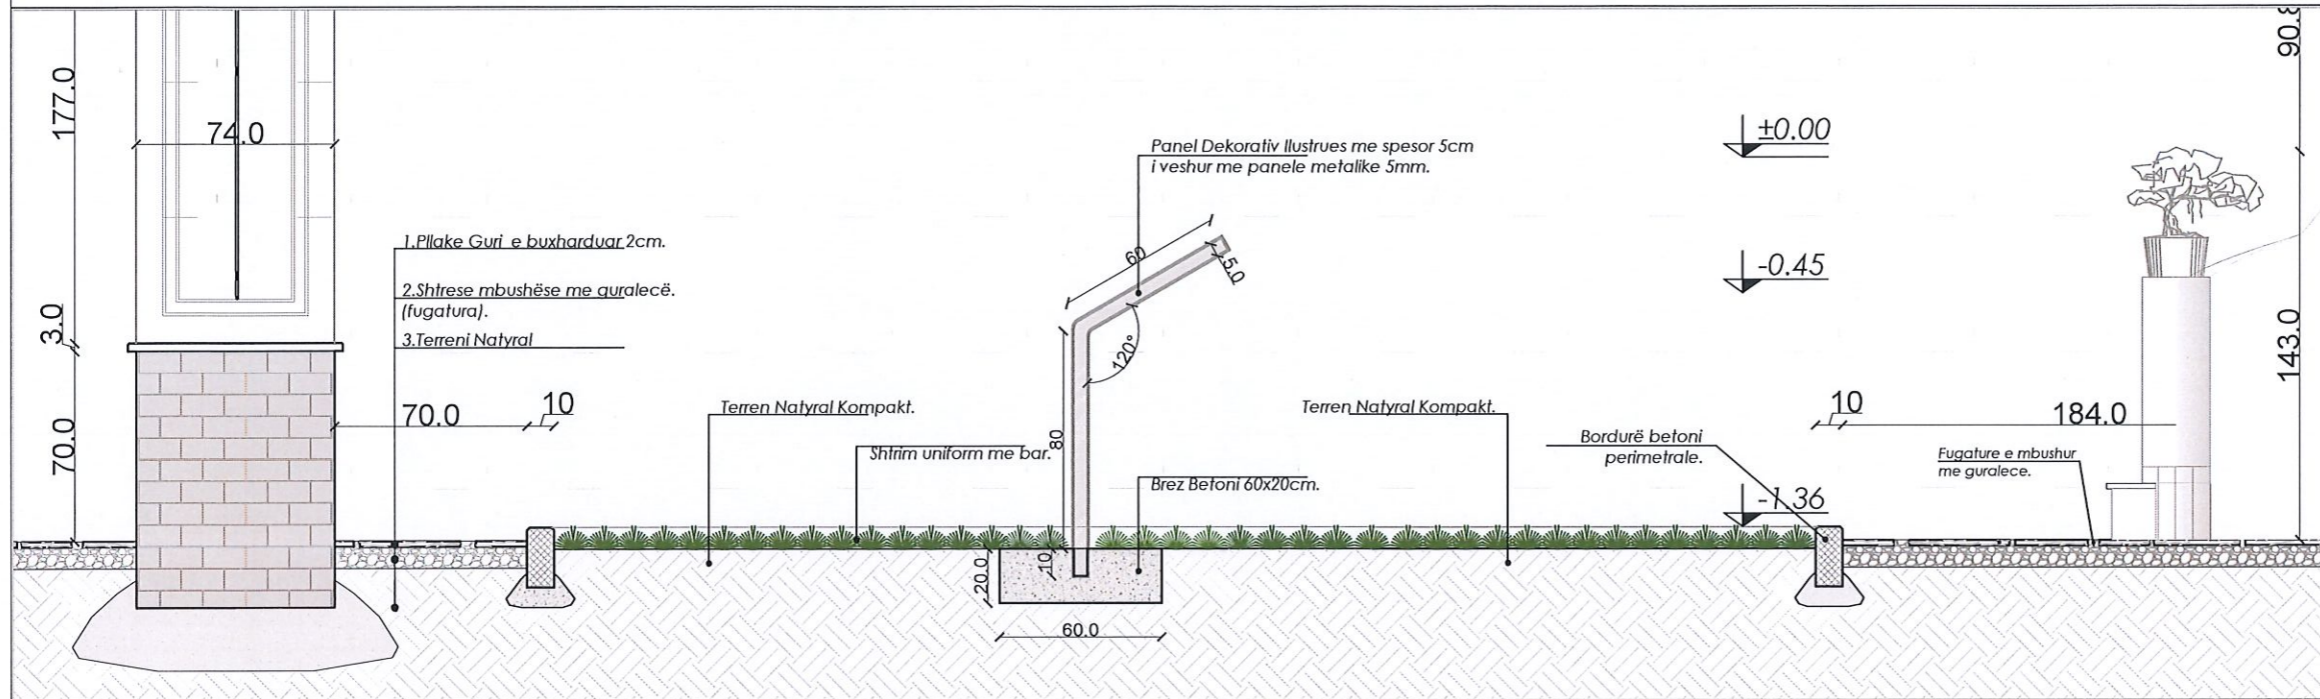 177.0
74.0
3.0
70.0
1.Pllake Guri e buxharduar 2cm.
2.Shtrese mbushëse me guralecë.
(fugatura).
3.Terreni Natyral
70.0
10
Terren Natyral Kompakt.
Shtrim uniform me bar.
Panel Dekorativ Ilustrues me spesor 5cm
i veshur me panele metalike 5mm.
60
5.0
120°
80
Brez Betoni 60x20cm.
10
20.0
60.0
Terren Natyral Kompakt.
Bordurë betoni
perimetrale.
±0.00
-0.45
-1.36
10
184.0
Fugature e mbushur
me guralece.
90.8
143.0